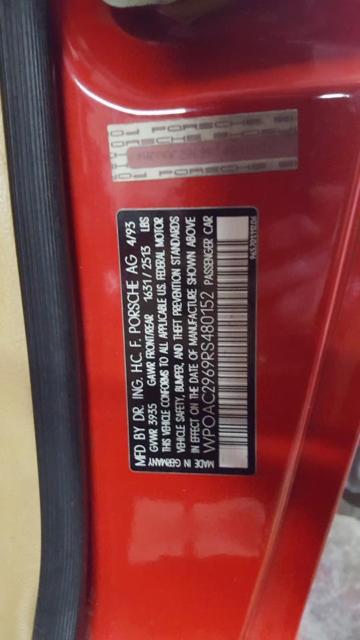 MFD BY DR. ING. H.C. F. PORSCHE AG 4/93
GVWR 3935 GAWR FRONT/REAR 1631/2513 LBS
THIS VEHICLE CONFORMS TO ALL APPLICABLE U.S. FEDERAL MOTOR
VEHICLE SAFETY, BUMPER, AND THEFT PREVENTION STANDARDS
IN EFFECT ON THE DATE OF MANUFACTURE SHOWN ABOVE
WPOAC2969RS480152
MADE IN GERMANY PASSENGER CAR